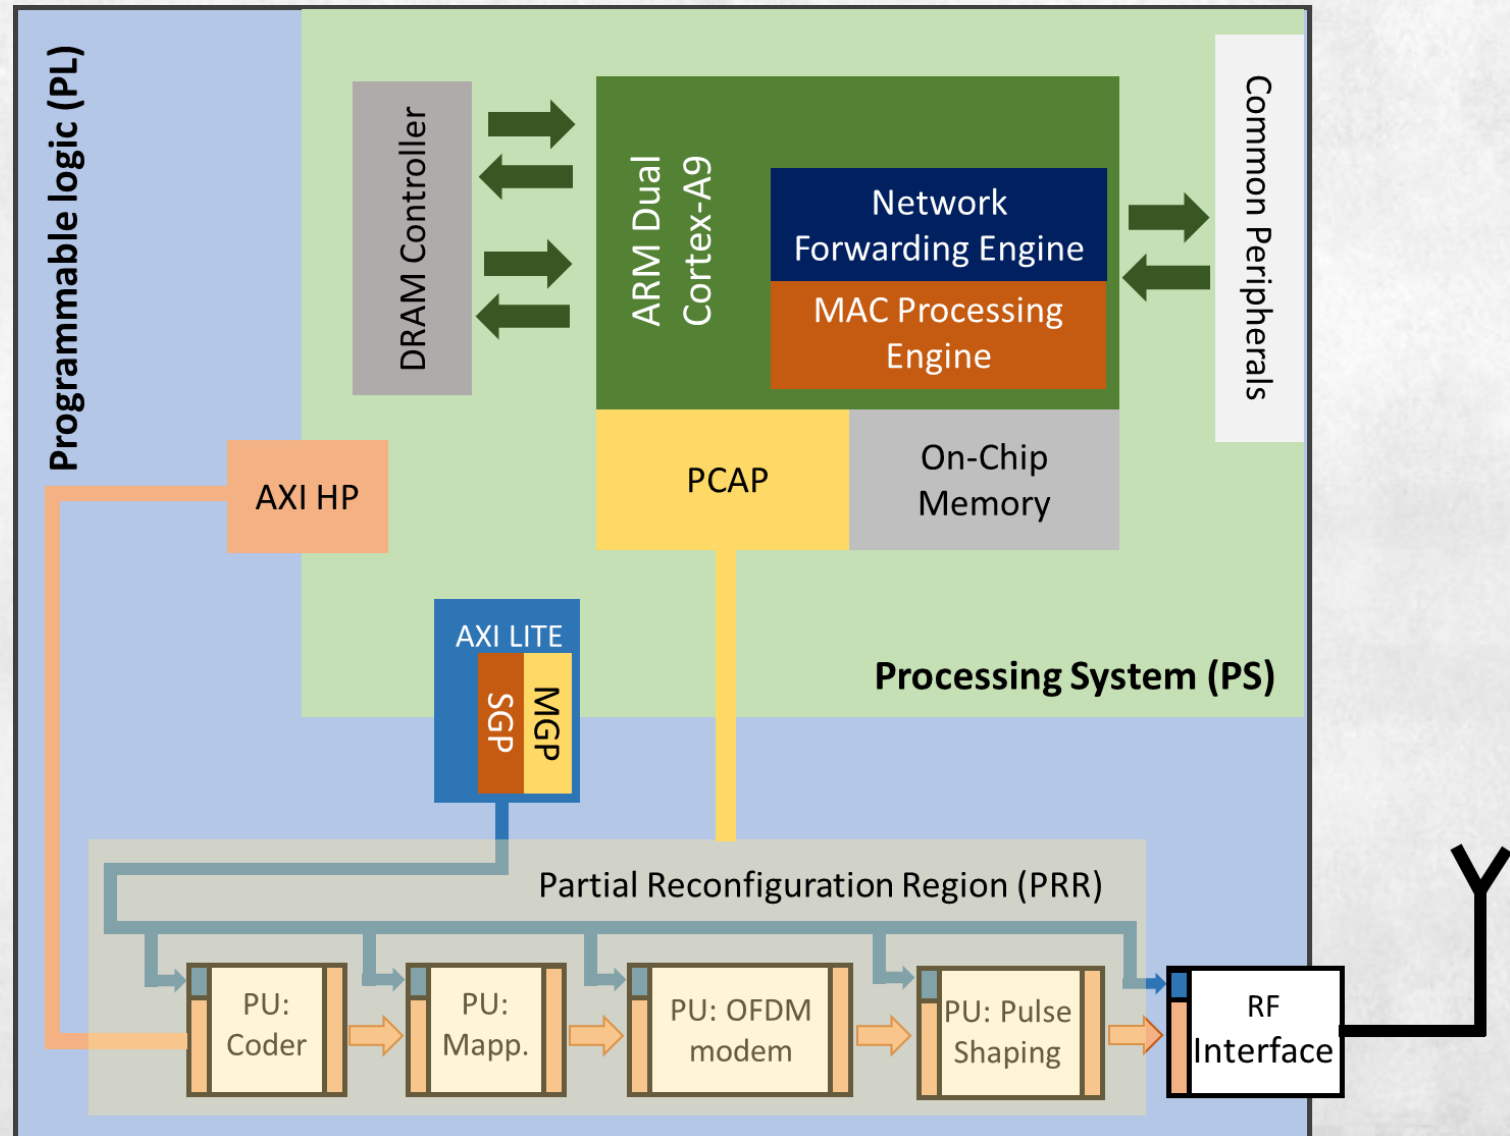 Programmable logic (PL)
DRAM Controller
ARM Dual
Cortex-A9
Network
Forwarding Engine
MAC Processing
Engine
Common Peripherals
AXI HP
PCAP
On-Chip
Memory
AXI LITE
SGP
MGP
Processing System (PS)
Partial Reconfiguration Region (PRR)
PU:
Coder
PU:
Mapp.
PU: OFDM
modem
PU: Pulse
Shaping
RF
Interface